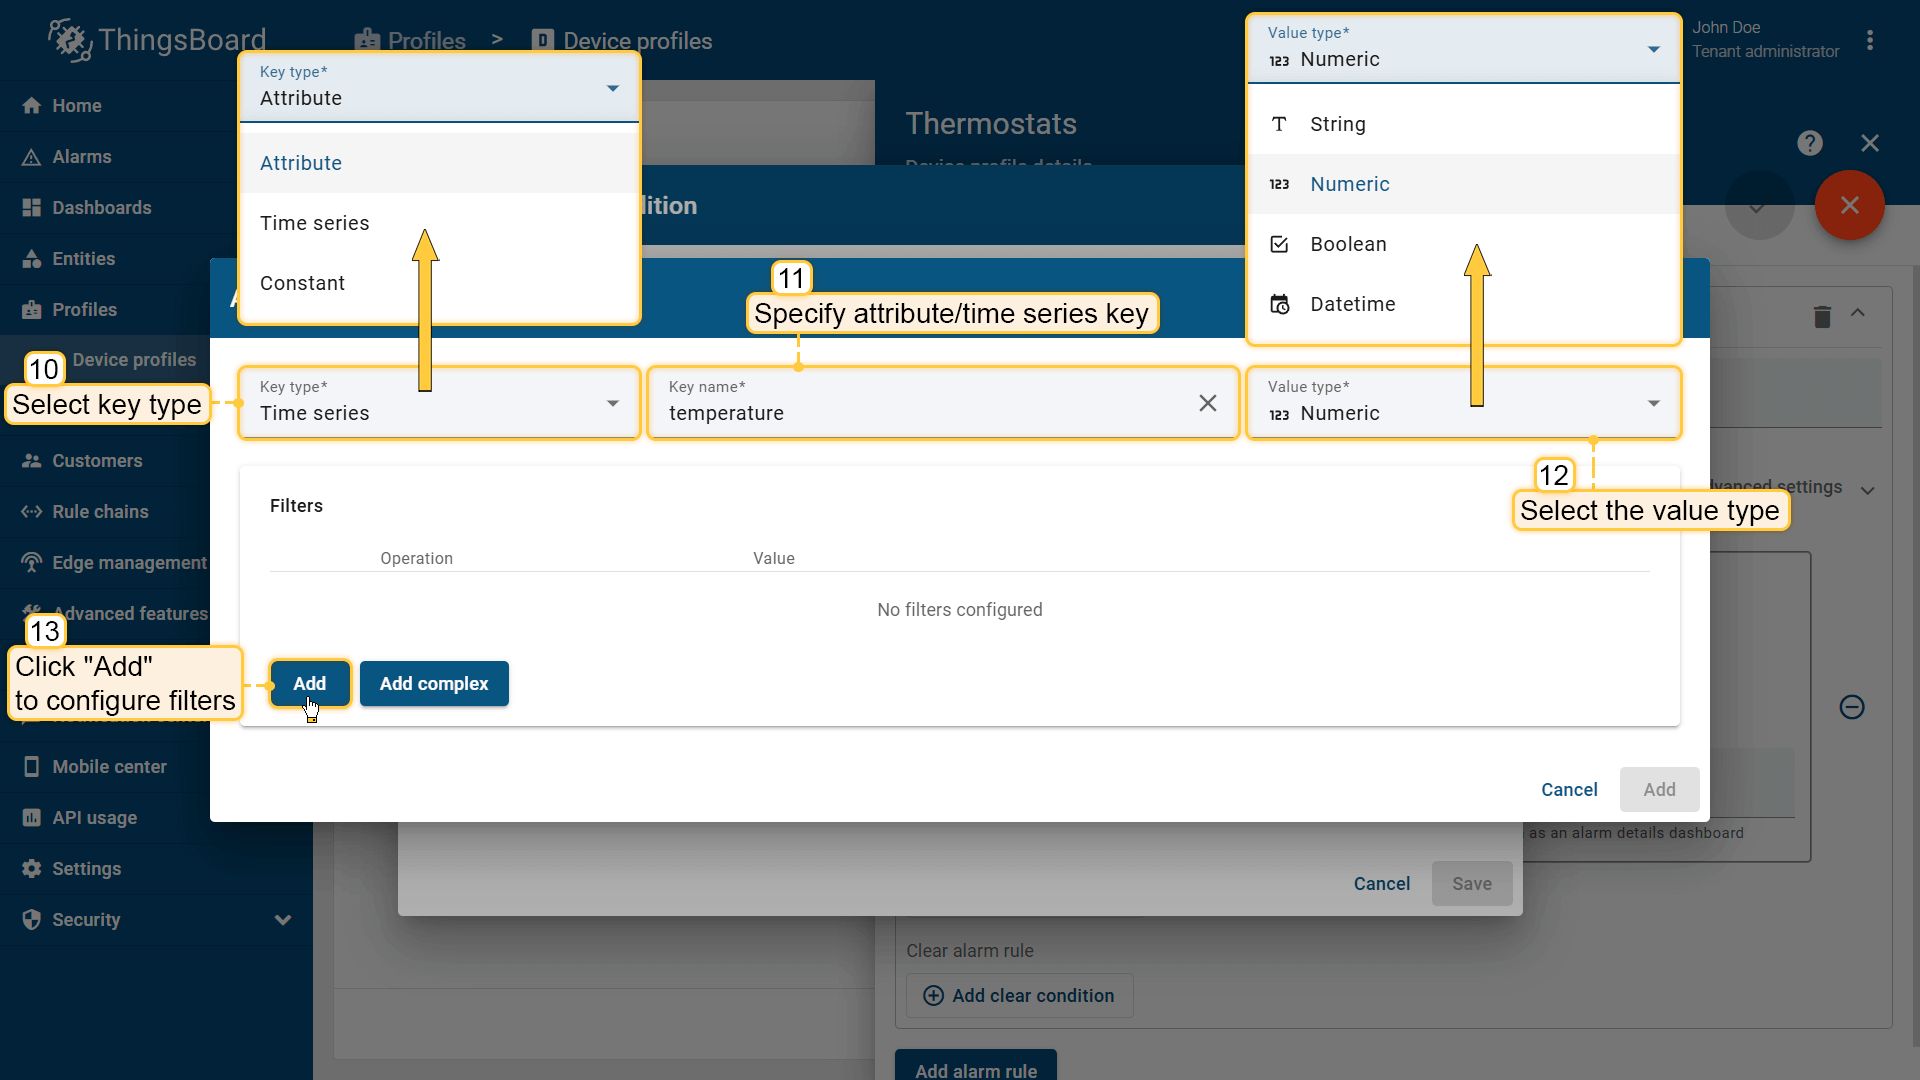 ThingsBoard
Profiles > Device profiles
John Doe
Tenant administrator
Home
Alarms
Dashboards
Entities
Profiles
Device profiles
Customers
Rule chains
Edge management
Advanced features
Mobile center
API usage
Settings
Security
Thermostats
Device profile details
dition
Key type*
Attribute
Attribute
Time series
Constant
Value type*
123 Numeric
String
123 Numeric
Boolean
Datetime
10
Select key type
11
Specify attribute/time series key
12
Select the value type
13
Click "Add"
to configure filters
Key type*
Time series
Key name*
temperature
Value type*
123 Numeric
Filters
Operation
Value
No filters configured
Add
Add complex
Cancel
Add
dvanced settings
as an alarm details dashboard
Cancel
Save
Clear alarm rule
Add clear condition
Add alarm rule